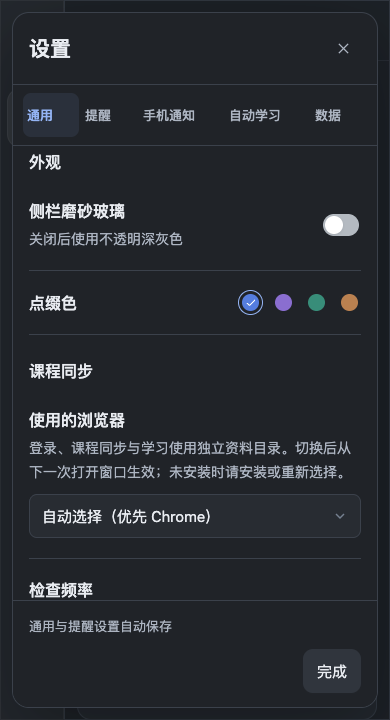 设置
通用
提醒
手机通知
自动学习
数据
外观
侧栏磨砂玻璃
关闭后使用不透明深灰色
点缀色
课程同步
使用的浏览器
登录、课程同步与学习使用独立资料目录。切换后从
下一次打开窗口生效；未安装时请安装或重新选择。
自动选择（优先 Chrome）
检查频率
通用与提醒设置自动保存
完成